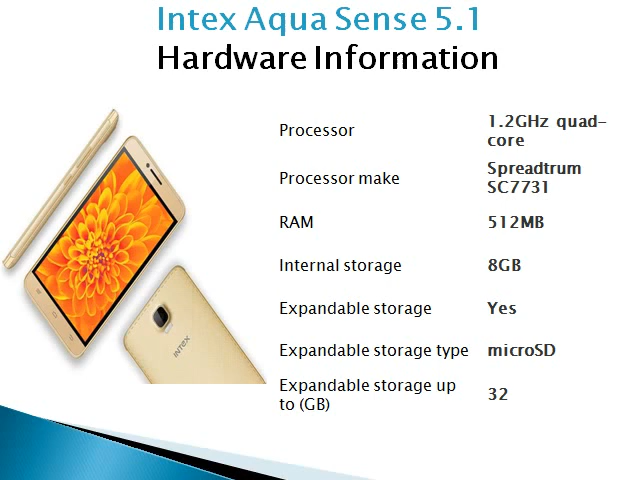 Intex Aqua Sense 5.1
Hardware Information
Processor
1.2GHz quad-
core
Processor make
Spreadtrum
SC7731
RAM
512MB
Internal storage
8GB
Expandable storage
Yes
Expandable storage type
microSD
Expandable storage up
to (GB)
32
INTEX